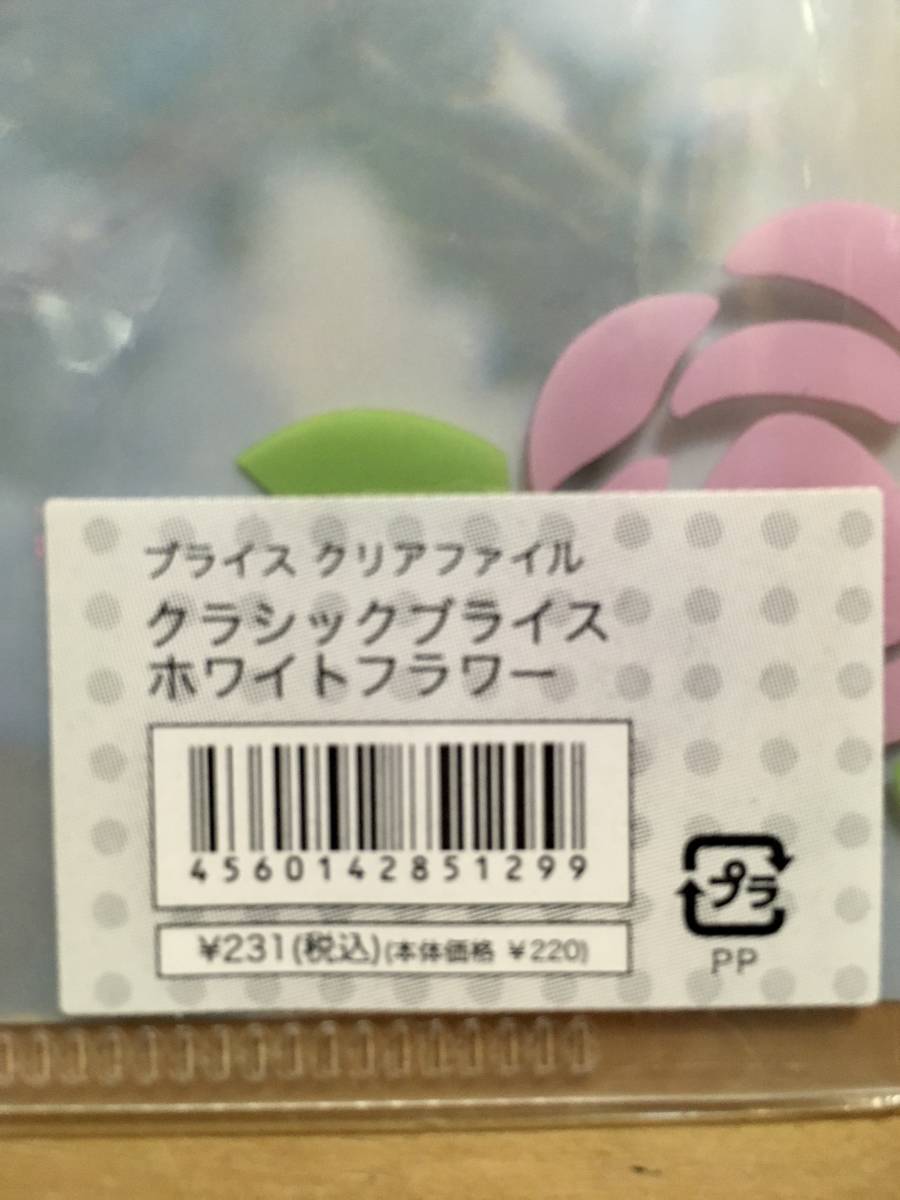 ブライス クリアファイル
クラシックブライス
ホワイトフラワー
4560142851299
¥231(税込)(本体価格 ¥220)
プラ
PP